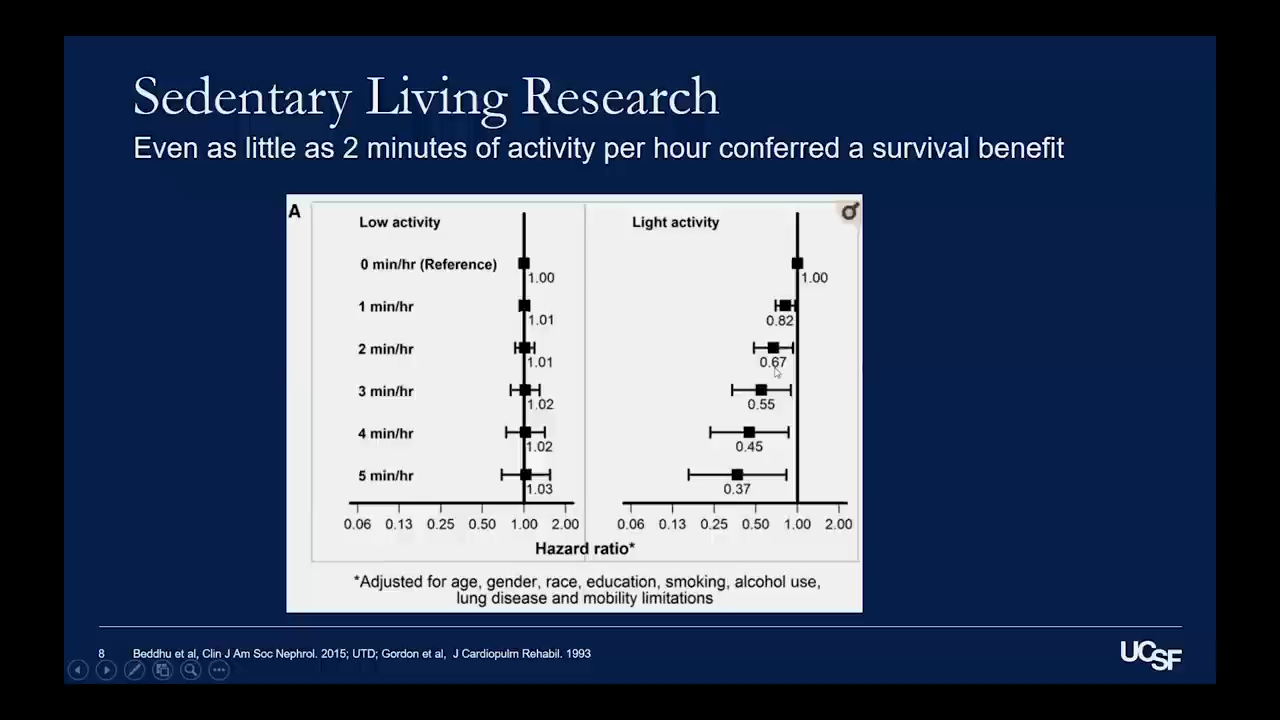 Sedentary Living Research
Even as little as 2 minutes of activity per hour conferred a survival benefit
A
Low activity
0 min/hr (Reference)
1.00
1 min/hr
1.01
2 min/hr
1.01
3 min/hr
1.02
4 min/hr
1.02
5 min/hr
1.03
0.06 0.13 0.25 0.50 1.00 2.00
Light activity
1.00
0.82
0.67
0.55
0.45
0.37
0.06 0.13 0.25 0.50 1.00 2.00
Hazard ratio*
*Adjusted for age, gender, race, education, smoking, alcohol use,
lung disease and mobility limitations
8 Beddhu et al, Clin J Am Soc Nephrol. 2015; UTD; Gordon et al, J Cardiopulm Rehabil. 1993
UCSF